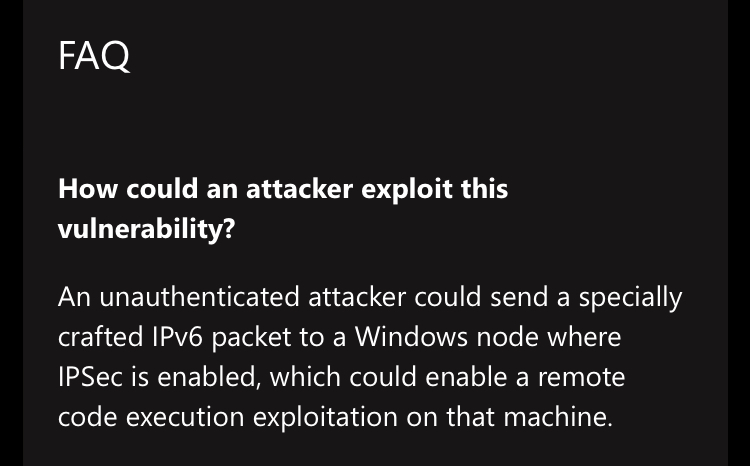 FAQ
How could an attacker exploit this
vulnerability?
An unauthenticated attacker could send a specially
crafted IPv6 packet to a Windows node where
IPSec is enabled, which could enable a remote
code execution exploitation on that machine.